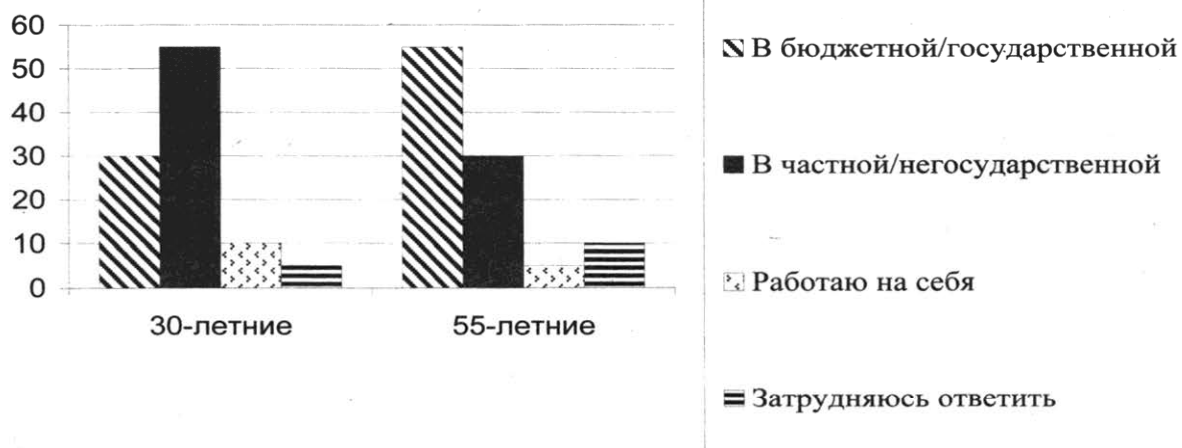 60
50
40
30
20
10
0
30-летние
55-летние
В бюджетной/государственной
В частной/негосударственной
Работаю на себя
Затрудняюсь ответить